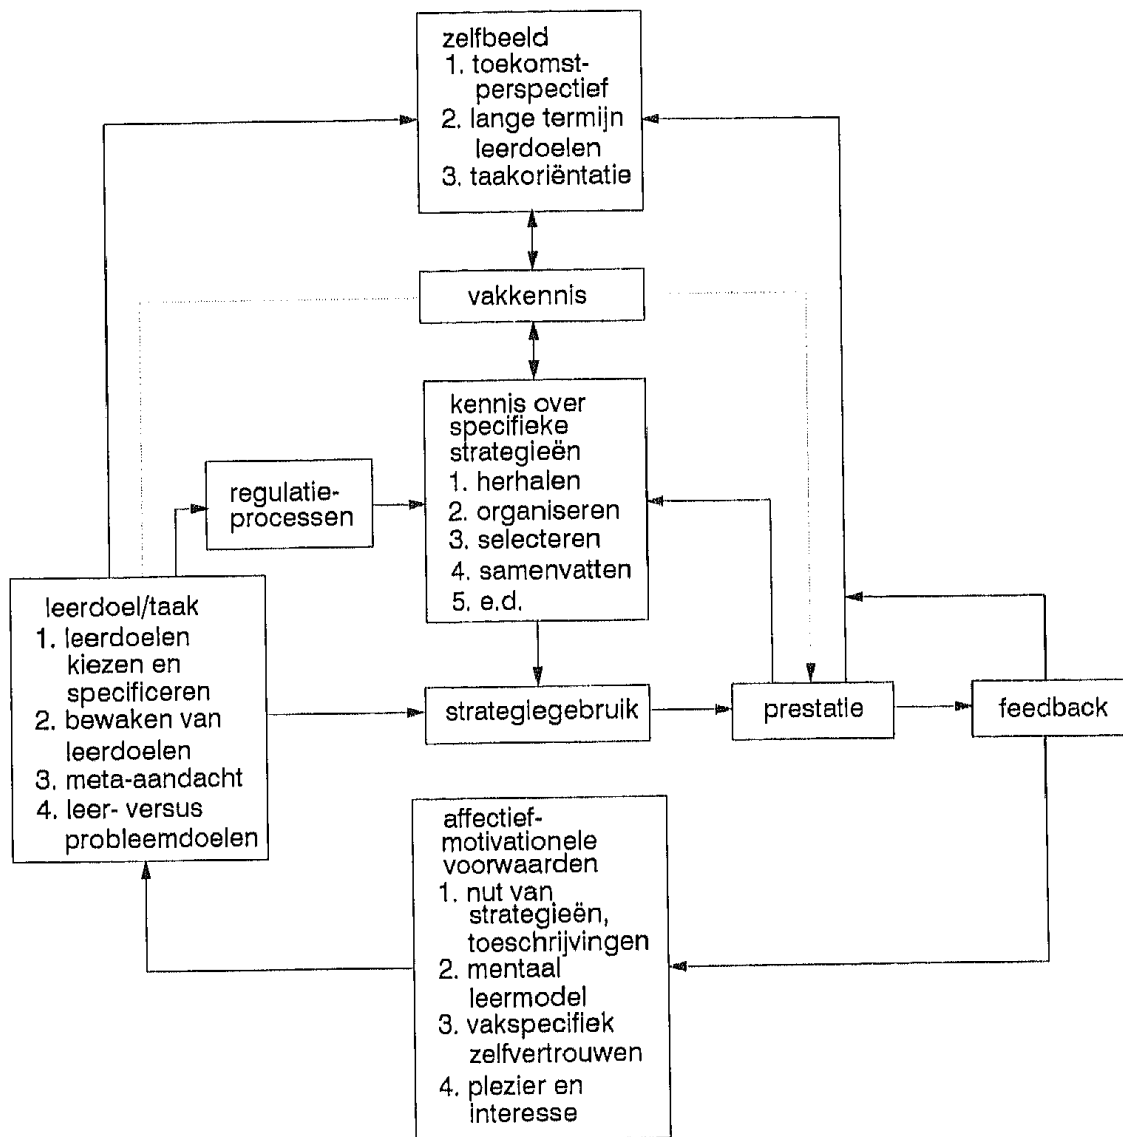 zelfbeeld
1. toekomst-
perspectief
2. lange termijn
leerdoelen
3. taakoriëntatie
vakkennis
kennis over
specifieke
strategieën
1. herhalen
2. organiseren
3. selecteren
4. samenvatten
5. e.d.
regulatie-
processen
leerdoel/taak
1. leerdoelen
kiezen en
specificeren
2. bewaken van
leerdoelen
3. meta-aandacht
4. leer- versus
probleemdoelen
strategiegebruik
prestatie
feedback
affectief-
motivationele
voorwaarden
1. nut van
strategieën,
toeschrijvingen
2. mentaal
leermodel
3. vakspecifiek
zelfvertrouwen
4. plezier en
interesse